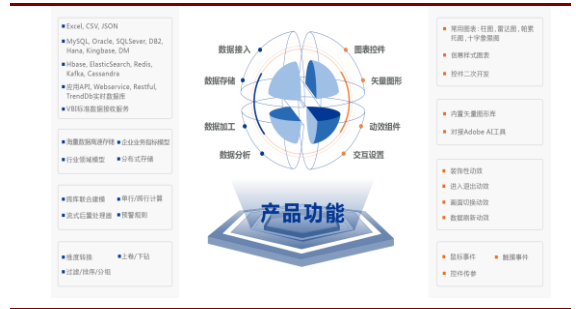 Excel, CSV, JSON
MySQL, Oracle, SQLSever, DB2,
Hana, Kingbase, DM
Hbase, ElasticSearch, Redis,
Kafka, Cassandra
应用API, Webservice, Restful,
TrendDb实时数据库
VBI标准数据接收服务
海量数据高速存储 企业业务指标模型
行业领域模型 分布式存储
跨库联合建模 单行/跨行计算
流式后置处理器 预警规则
维度转换 上卷/下钻
过滤/排序/分组
数据接入
数据存储
数据加工
数据分析
图表控件
矢量图形
动效组件
交互设置
产品功能
常用图表:柱图,雷达图,帕累
托图,十字象限图
创意样式图表
控件二次开发
内置矢量图形库
对接Adobe AI工具
装饰性动效
进入退出动效
画面切换动效
数据刷新动效
鼠标事件 触摸事件
控件传参